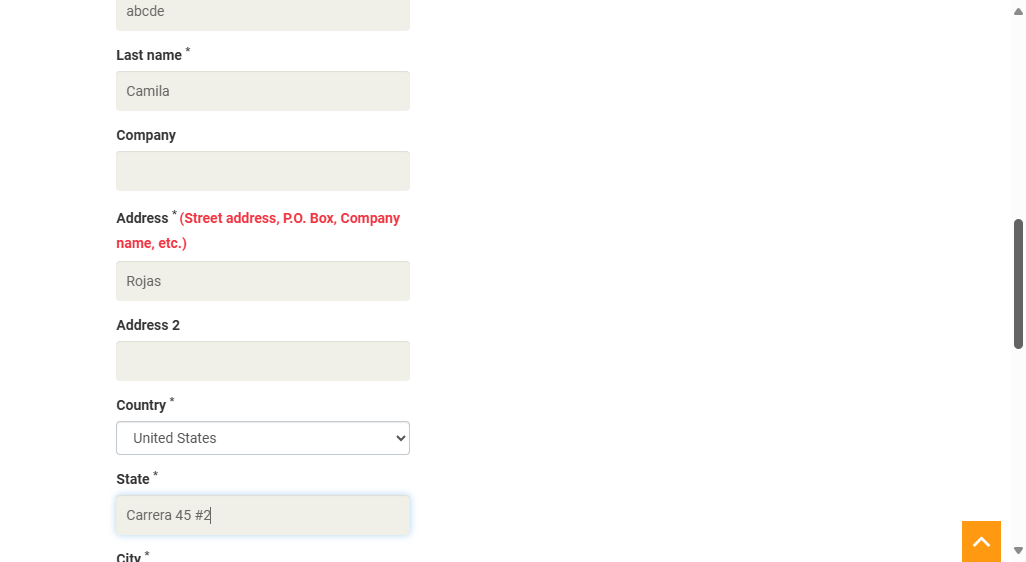 abcde
Last name *
Camila
Company
Address * (Street address, P.O. Box, Company
name, etc.)
Rojas
Address 2
Country *
United States
State *
Carrera 45 #2
City *